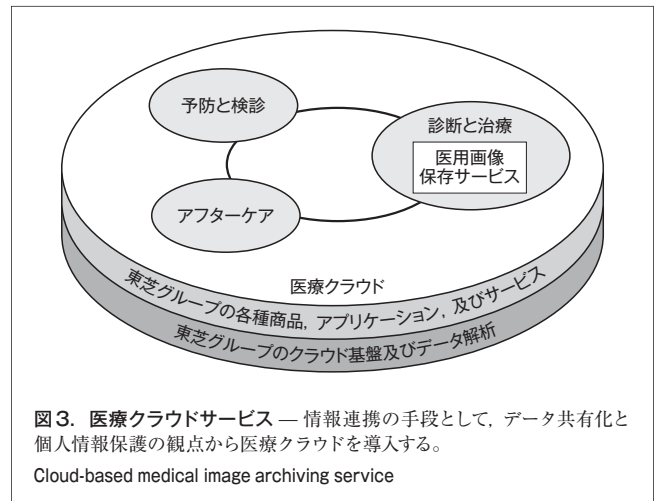 予防と検診
診断と治療
医用画像
保存サービス
アフターケア
医療クラウド
東芝グループの各種商品，アプリケーション，及びサービス
東芝グループのクラウド基盤及びデータ解析
図3．医療クラウドサービス — 情報連携の手段として，データ共有化と
個人情報保護の観点から医療クラウドを導入する。
Cloud-based medical image archiving service